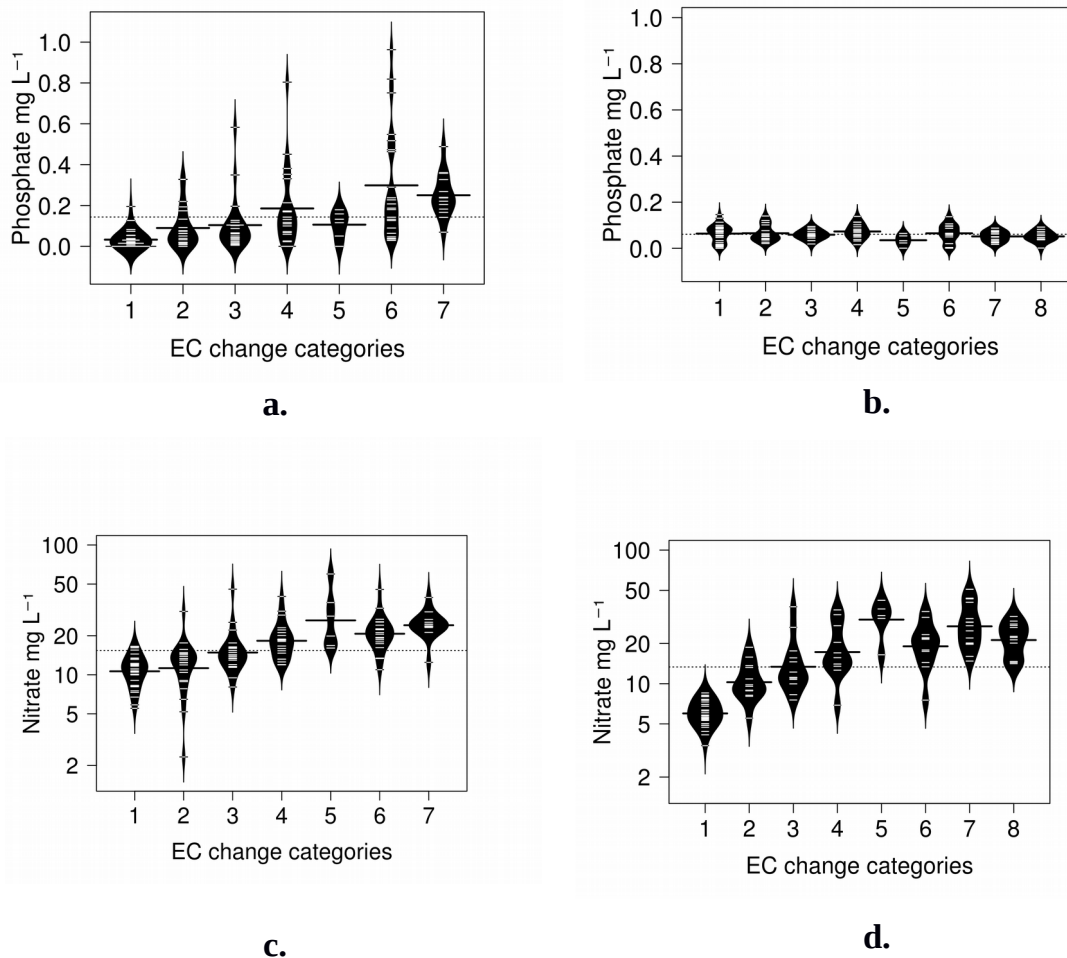 Phosphate mg L⁻¹
1.0
0.8
0.6
0.4
0.2
0.0
1 2 3 4 5 6 7
EC change categories
a.
Phosphate mg L⁻¹
1.0
0.8
0.6
0.4
0.2
0.0
1 2 3 4 5 6 7 8
EC change categories
b.
Nitrate mg L⁻¹
100
50
20
10
5
2
1 2 3 4 5 6 7
EC change categories
c.
Nitrate mg L⁻¹
100
50
20
10
5
2
1 2 3 4 5 6 7 8
EC change categories
d.